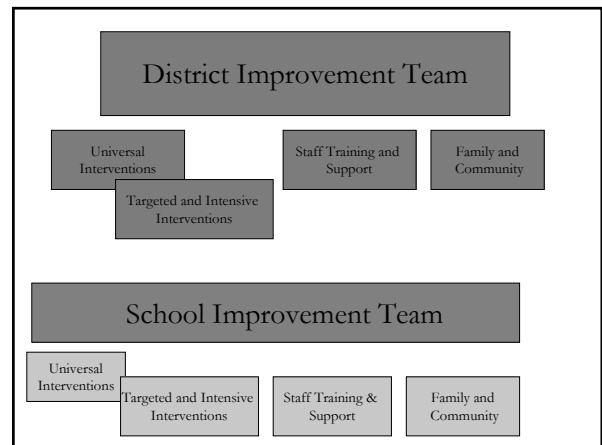 District Improvement Team
Universal
Interventions
Targeted and Intensive
Interventions
Staff Training and
Support
Family and
Community
School Improvement Team
Universal
Interventions
Targeted and Intensive
Interventions
Staff Training &
Support
Family and
Community